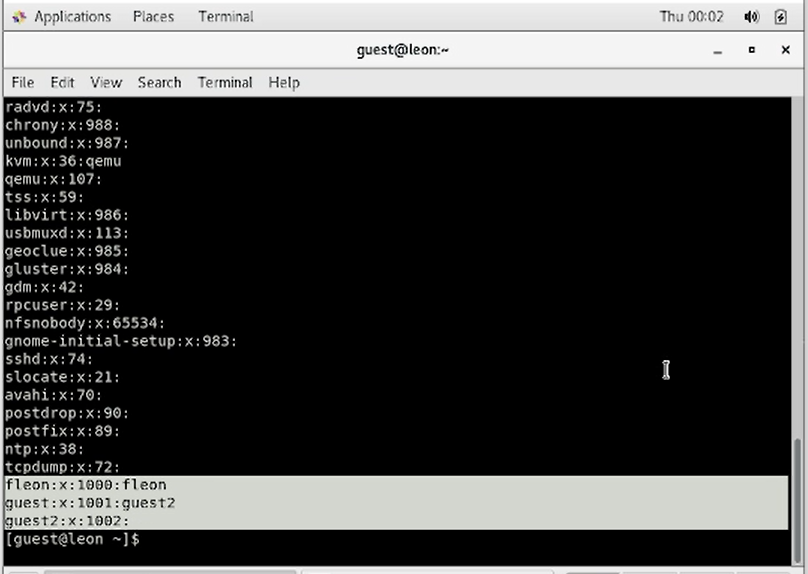 Applications Places Terminal Thu 00:02
guest@leon:~
File Edit View Search Terminal Help
radvd:x:75:
chrony:x:988:
unbound:x:987:
kvm:x:36:qemu
qemu:x:107:
tss:x:59:
libvirt:x:986:
usbmuxd:x:113:
geoclue:x:985:
gluster:x:984:
gdm:x:42:
rpcuser:x:29:
nfsnobody:x:65534:
gnome-initial-setup:x:983:
sshd:x:74:
slocate:x:21:
avahi:x:70:
postdrop:x:90:
postfix:x:89:
ntp:x:38:
tcpdump:x:72:
fleon:x:1000:fleon
guest:x:1001:guest2
guest2:x:1002:
[guest@leon ~]$